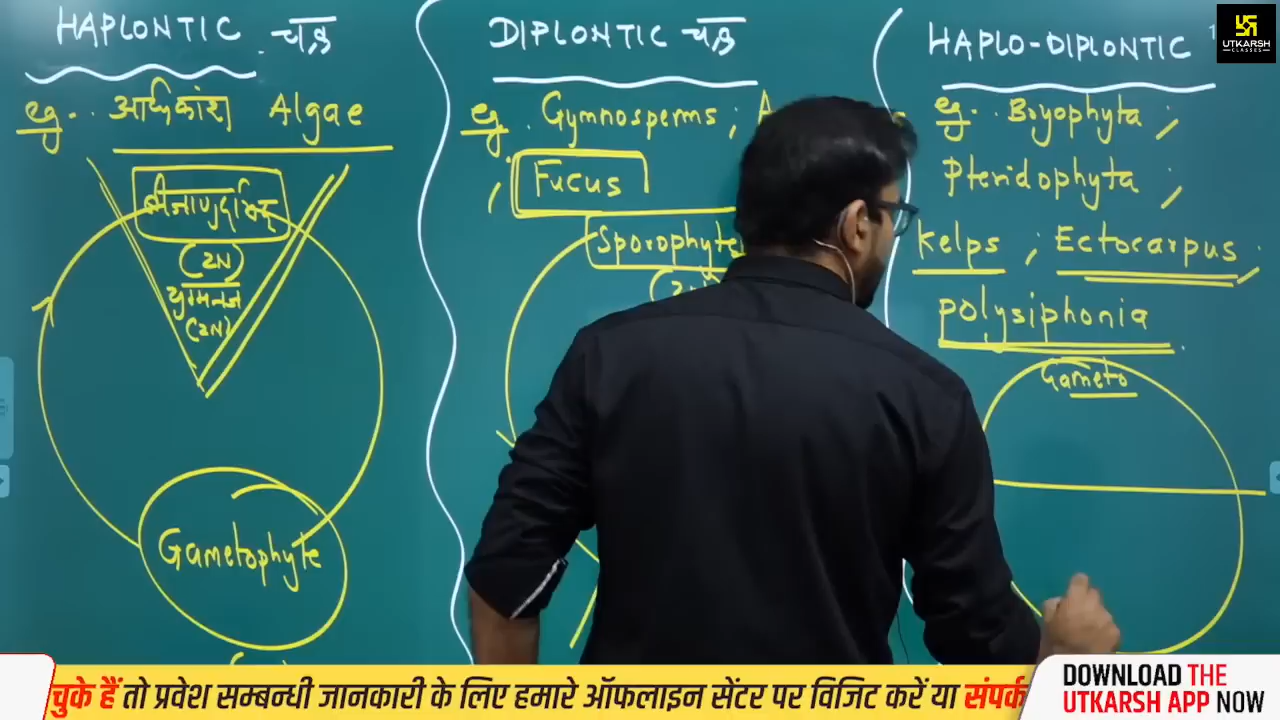 HAPLONTIC चक्र
eg. अधिकांश Algae
बीजाणुद्भिद्
(2N)
युग्मनज
(2N)
Gametophyte
DIPLONTIC चक्र
eg. Gymnosperms ;
; Fucus
Sporophyte
HAPLO-DIPLONTIC
eg. Bryophyta ;
Pteridophyta ;
Kelps ; Ectocarpus ;
polysiphonia
Gameto
UTKARSH
CLASSES
चुके हैं तो प्रवेश सम्बन्धी जानकारी के लिए हमारे ऑफलाइन सेंटर पर विजिट करें या संपर्क
DOWNLOAD THE
UTKARSH APP NOW